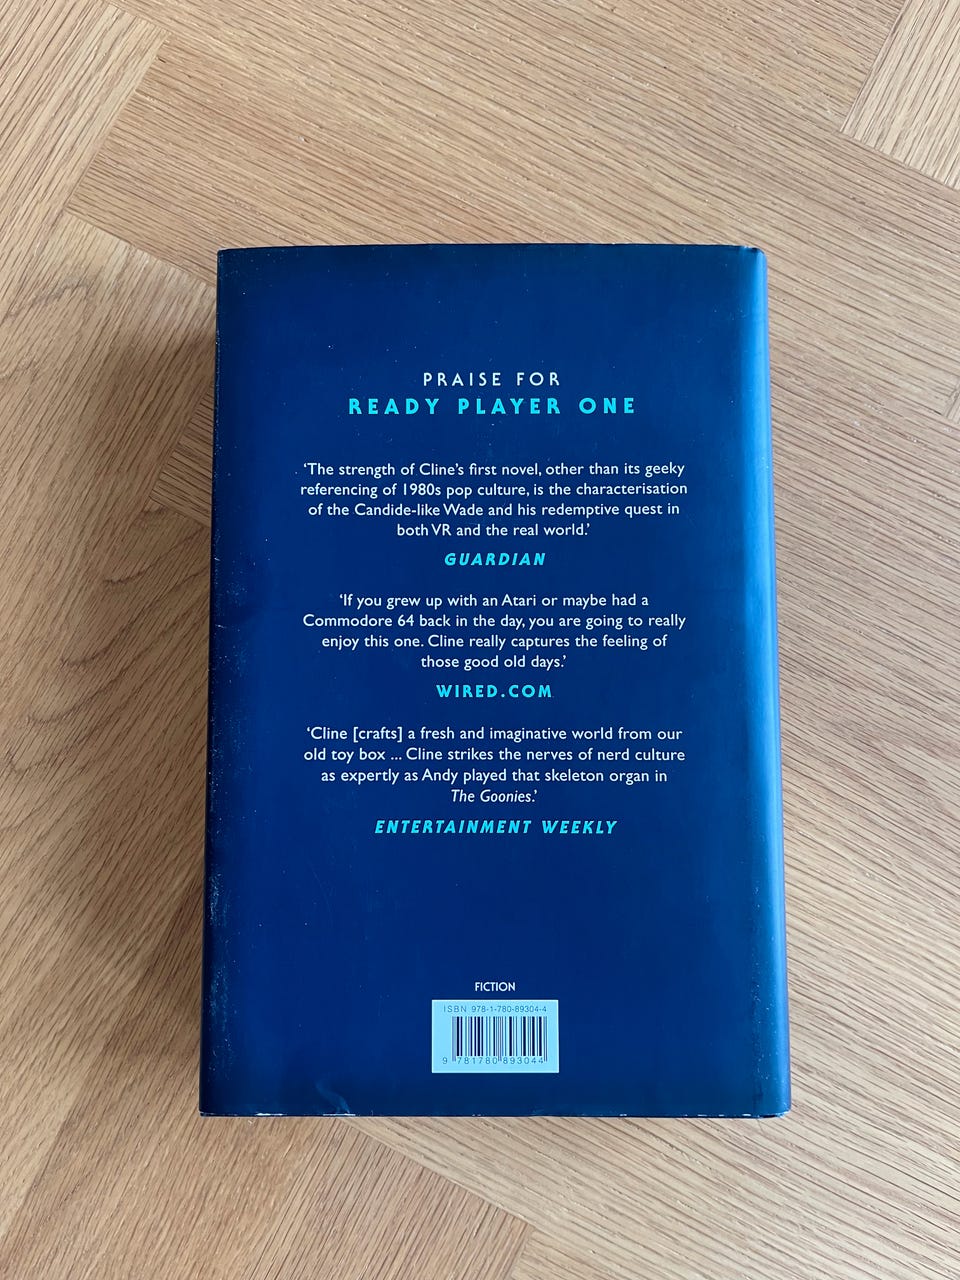 PRAISE FOR
READY PLAYER ONE
‘The strength of Cline’s first novel, other than its geeky
referencing of 1980s pop culture, is the characterisation
of the Candide-like Wade and his redemptive quest in
both VR and the real world.’
GUARDIAN
‘If you grew up with an Atari or maybe had a
Commodore 64 back in the day, you are going to really
enjoy this one. Cline really captures the feeling of
those good old days.’
WIRED.COM
‘Cline [crafts] a fresh and imaginative world from our
old toy box ... Cline strikes the nerves of nerd culture
as expertly as Andy played that skeleton organ in
The Goonies.’
ENTERTAINMENT WEEKLY
FICTION
ISBN 978-1-780-89304-4
9 781780 893044